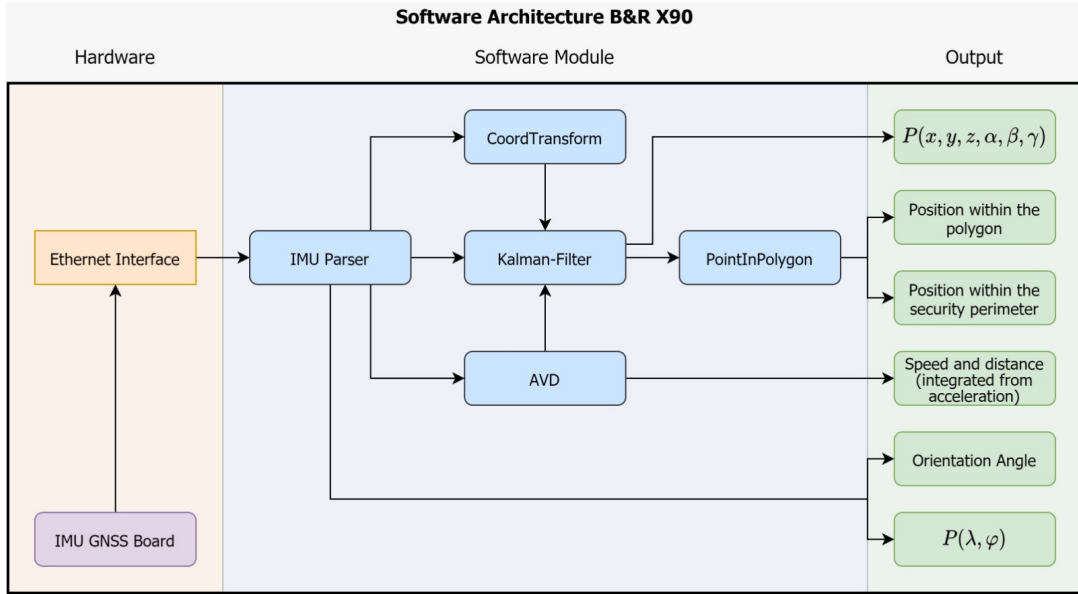 Software Architecture B&R X90
Hardware
Software Module
Output
CoordTransform
P(x, y, z, α, β, γ)
Position within the
polygon
Ethernet Interface
IMU Parser
Kalman-Filter
PointInPolygon
Position within the
security perimeter
AVD
Speed and distance
(integrated from
acceleration)
Orientation Angle
IMU GNSS Board
P(λ, φ)